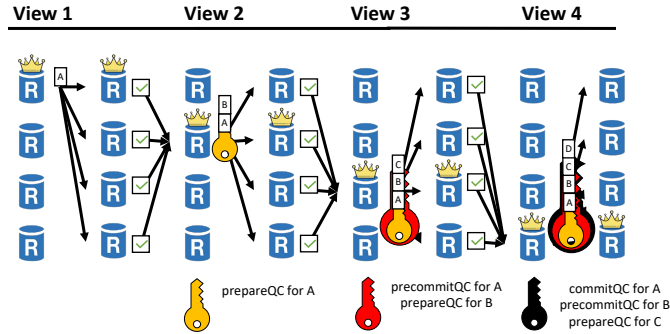 View 1 View 2 View 3 View 4
A
R R R R R R R R
R R R R R R R R
R R R R R R R R
R R R R R R R R
B
A
C
B
A
D
C
B
A
prepareQC for A
precommitQC for A
prepareQC for B
commitQC for A
precommitQC for B
prepareQC for C